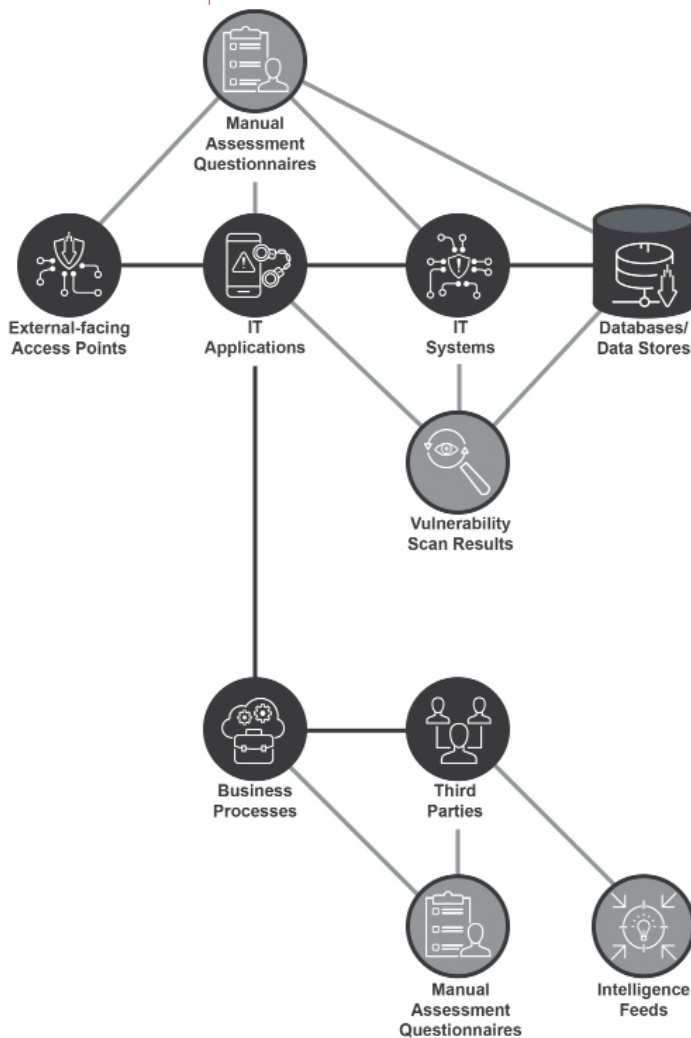 Manual
Assessment
Questionnaires
External-facing
Access Points
IT
Applications
IT
Systems
Databases/
Data Stores
Vulnerability
Scan Results
Business
Processes
Third
Parties
Manual
Assessment
Questionnaires
Intelligence
Feeds